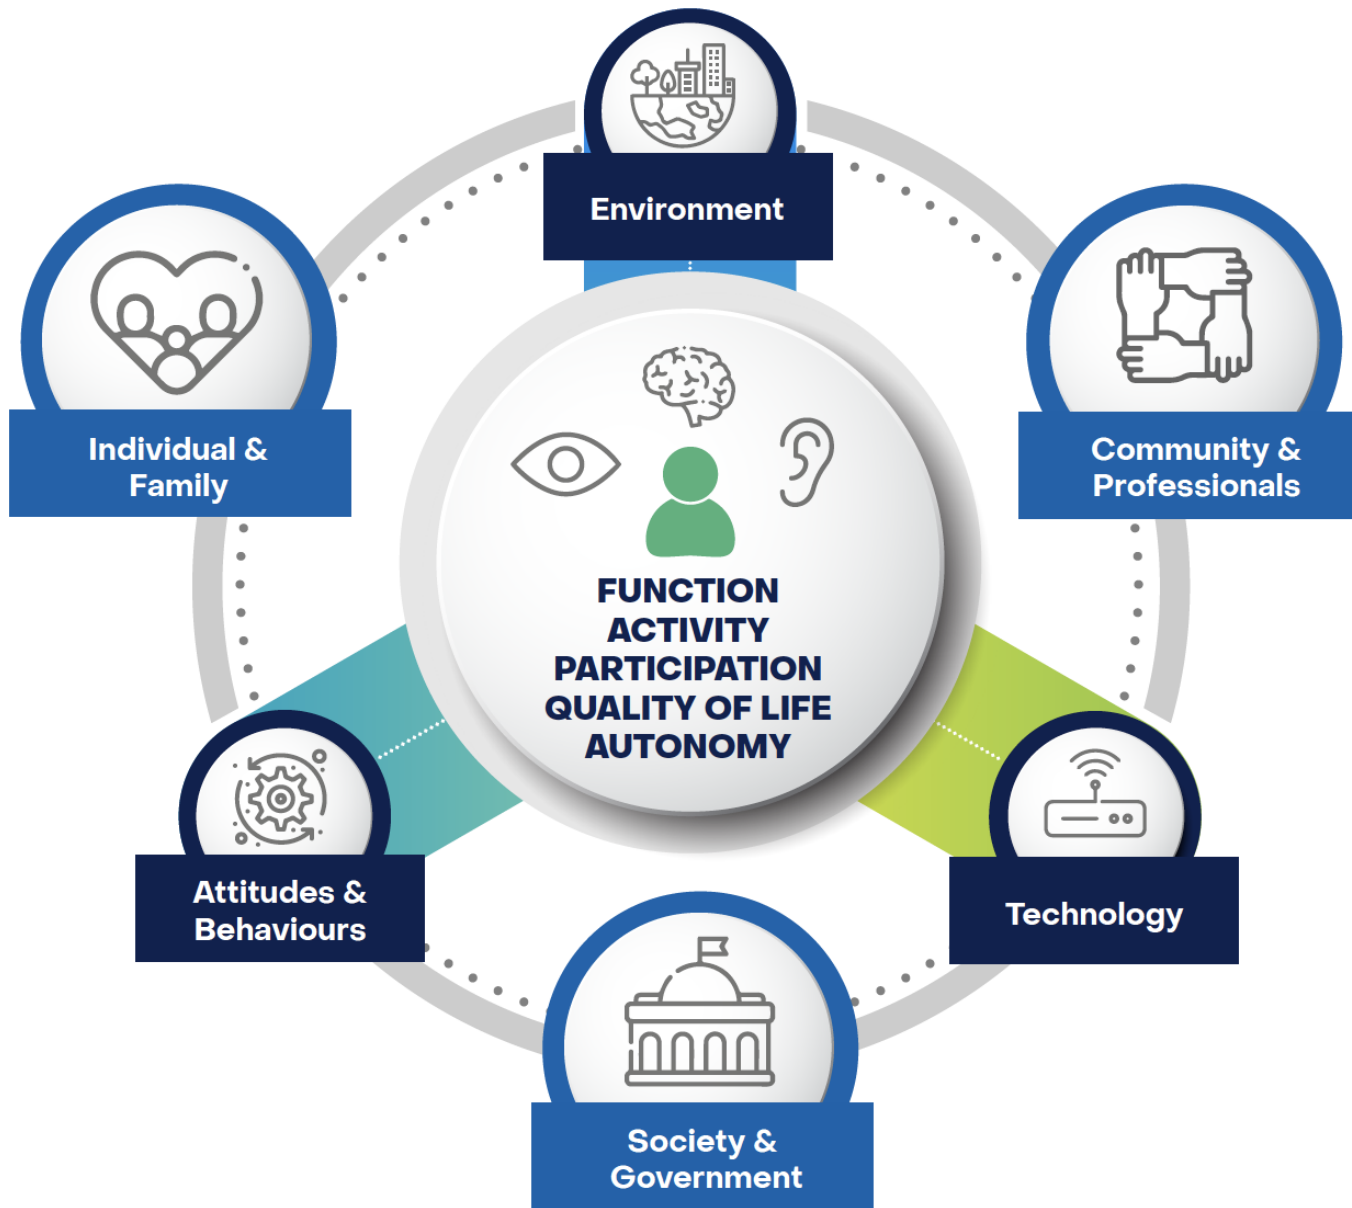 Environment
Individual &
Family
Community &
Professionals
FUNCTION
ACTIVITY
PARTICIPATION
QUALITY OF LIFE
AUTONOMY
Attitudes &
Behaviours
Technology
Society &
Government